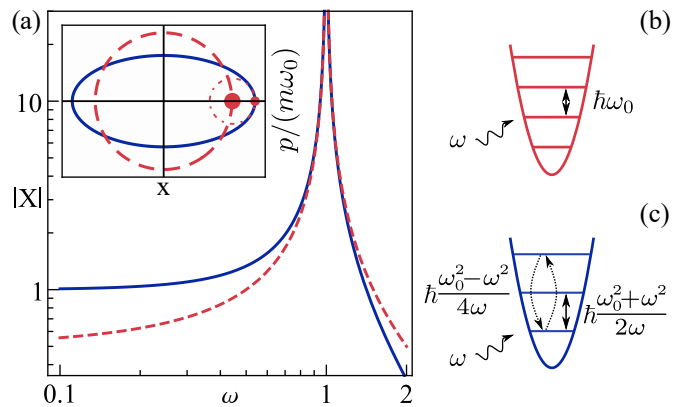 (a)
10
|X|
1
0.1
ω
1
2
x
p/(mω₀)
(b)
ħω₀
ω
(c)
ħ(ω₀²−ω²)/4ω
ħ(ω₀²+ω²)/2ω
ω